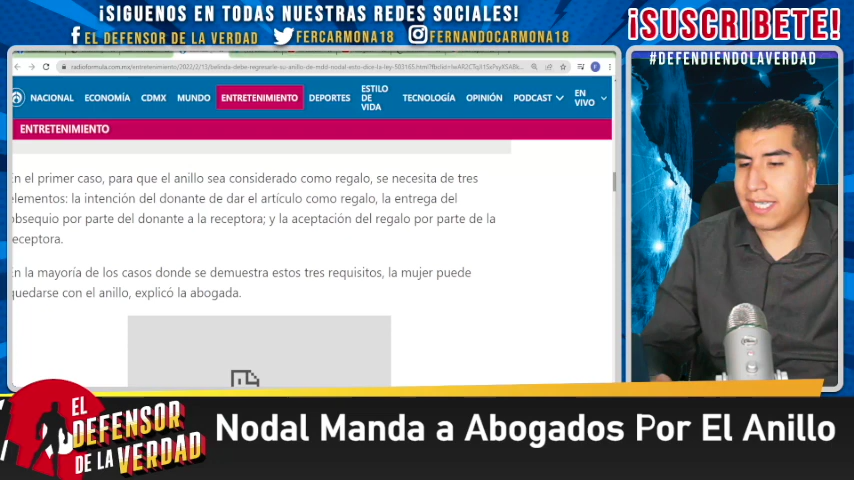 ¡SIGUENOS EN TODAS NUESTRAS REDES SOCIALES!
EL DEFENSOR DE LA VERDAD
FERCARMONA18
FERNANDOCARMONA18
¡SUSCRIBETE!
#DEFENDIENDOLAVERDAD
NACIONAL
ECONOMÍA
CDMX
MUNDO
ENTRETENIMIENTO
DEPORTES
ESTILO
DE
VIDA
TECNOLOGÍA
OPINIÓN
PODCAST
EN
VIVO
ENTRETENIMIENTO
n el primer caso, para que el anillo sea considerado como regalo, se necesita de tres
elementos: la intención del donante de dar el artículo como regalo, la entrega del
obsequio por parte del donante a la receptora; y la aceptación del regalo por parte de la
receptora.
n la mayoría de los casos donde se demuestra estos tres requisitos, la mujer puede
quedarse con el anillo, explicó la abogada.
EL
DEFENSOR
DE LA VERDAD
Nodal Manda a Abogados Por El Anillo